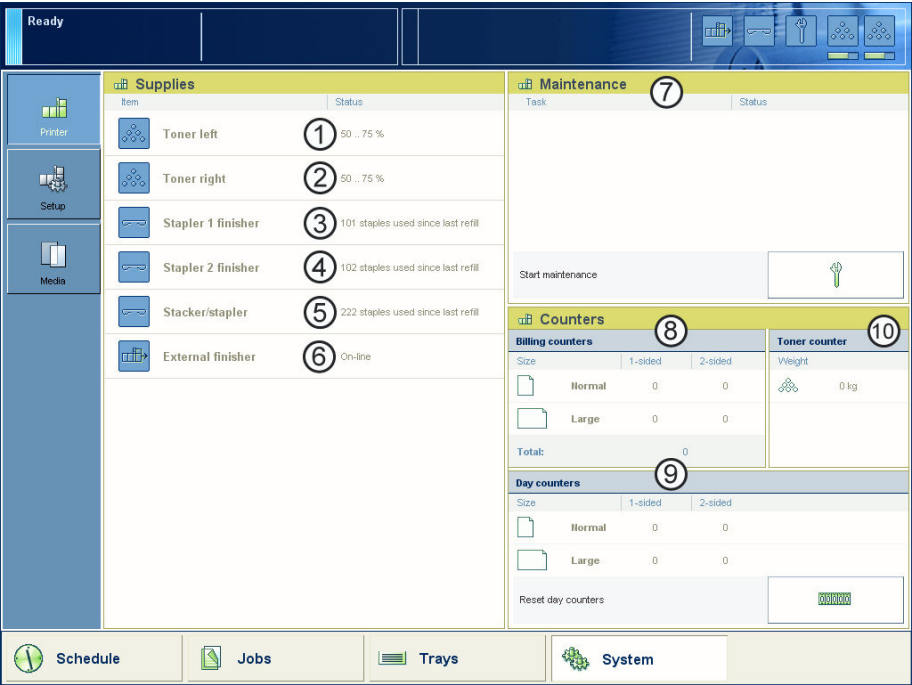 Ready
Printer
Setup
Media
Supplies
Item Status
Toner left 1 50 .. 75 %
Toner right 2 50 .. 75 %
Stapler 1 finisher 3 101 staples used since last refill
Stapler 2 finisher 4 102 staples used since last refill
Stacker/stapler 5 222 staples used since last refill
External finisher 6 On-line
Maintenance 7
Task Status
Start maintenance
Counters
Billing counters 8
Size 1-sided 2-sided
Normal 0 0
Large 0 0
Total: 0
Toner counter 10
Weight
0 kg
Day counters 9
Size 1-sided 2-sided
Normal 0 0
Large 0 0
Reset day counters 00000
Schedule Jobs Trays System